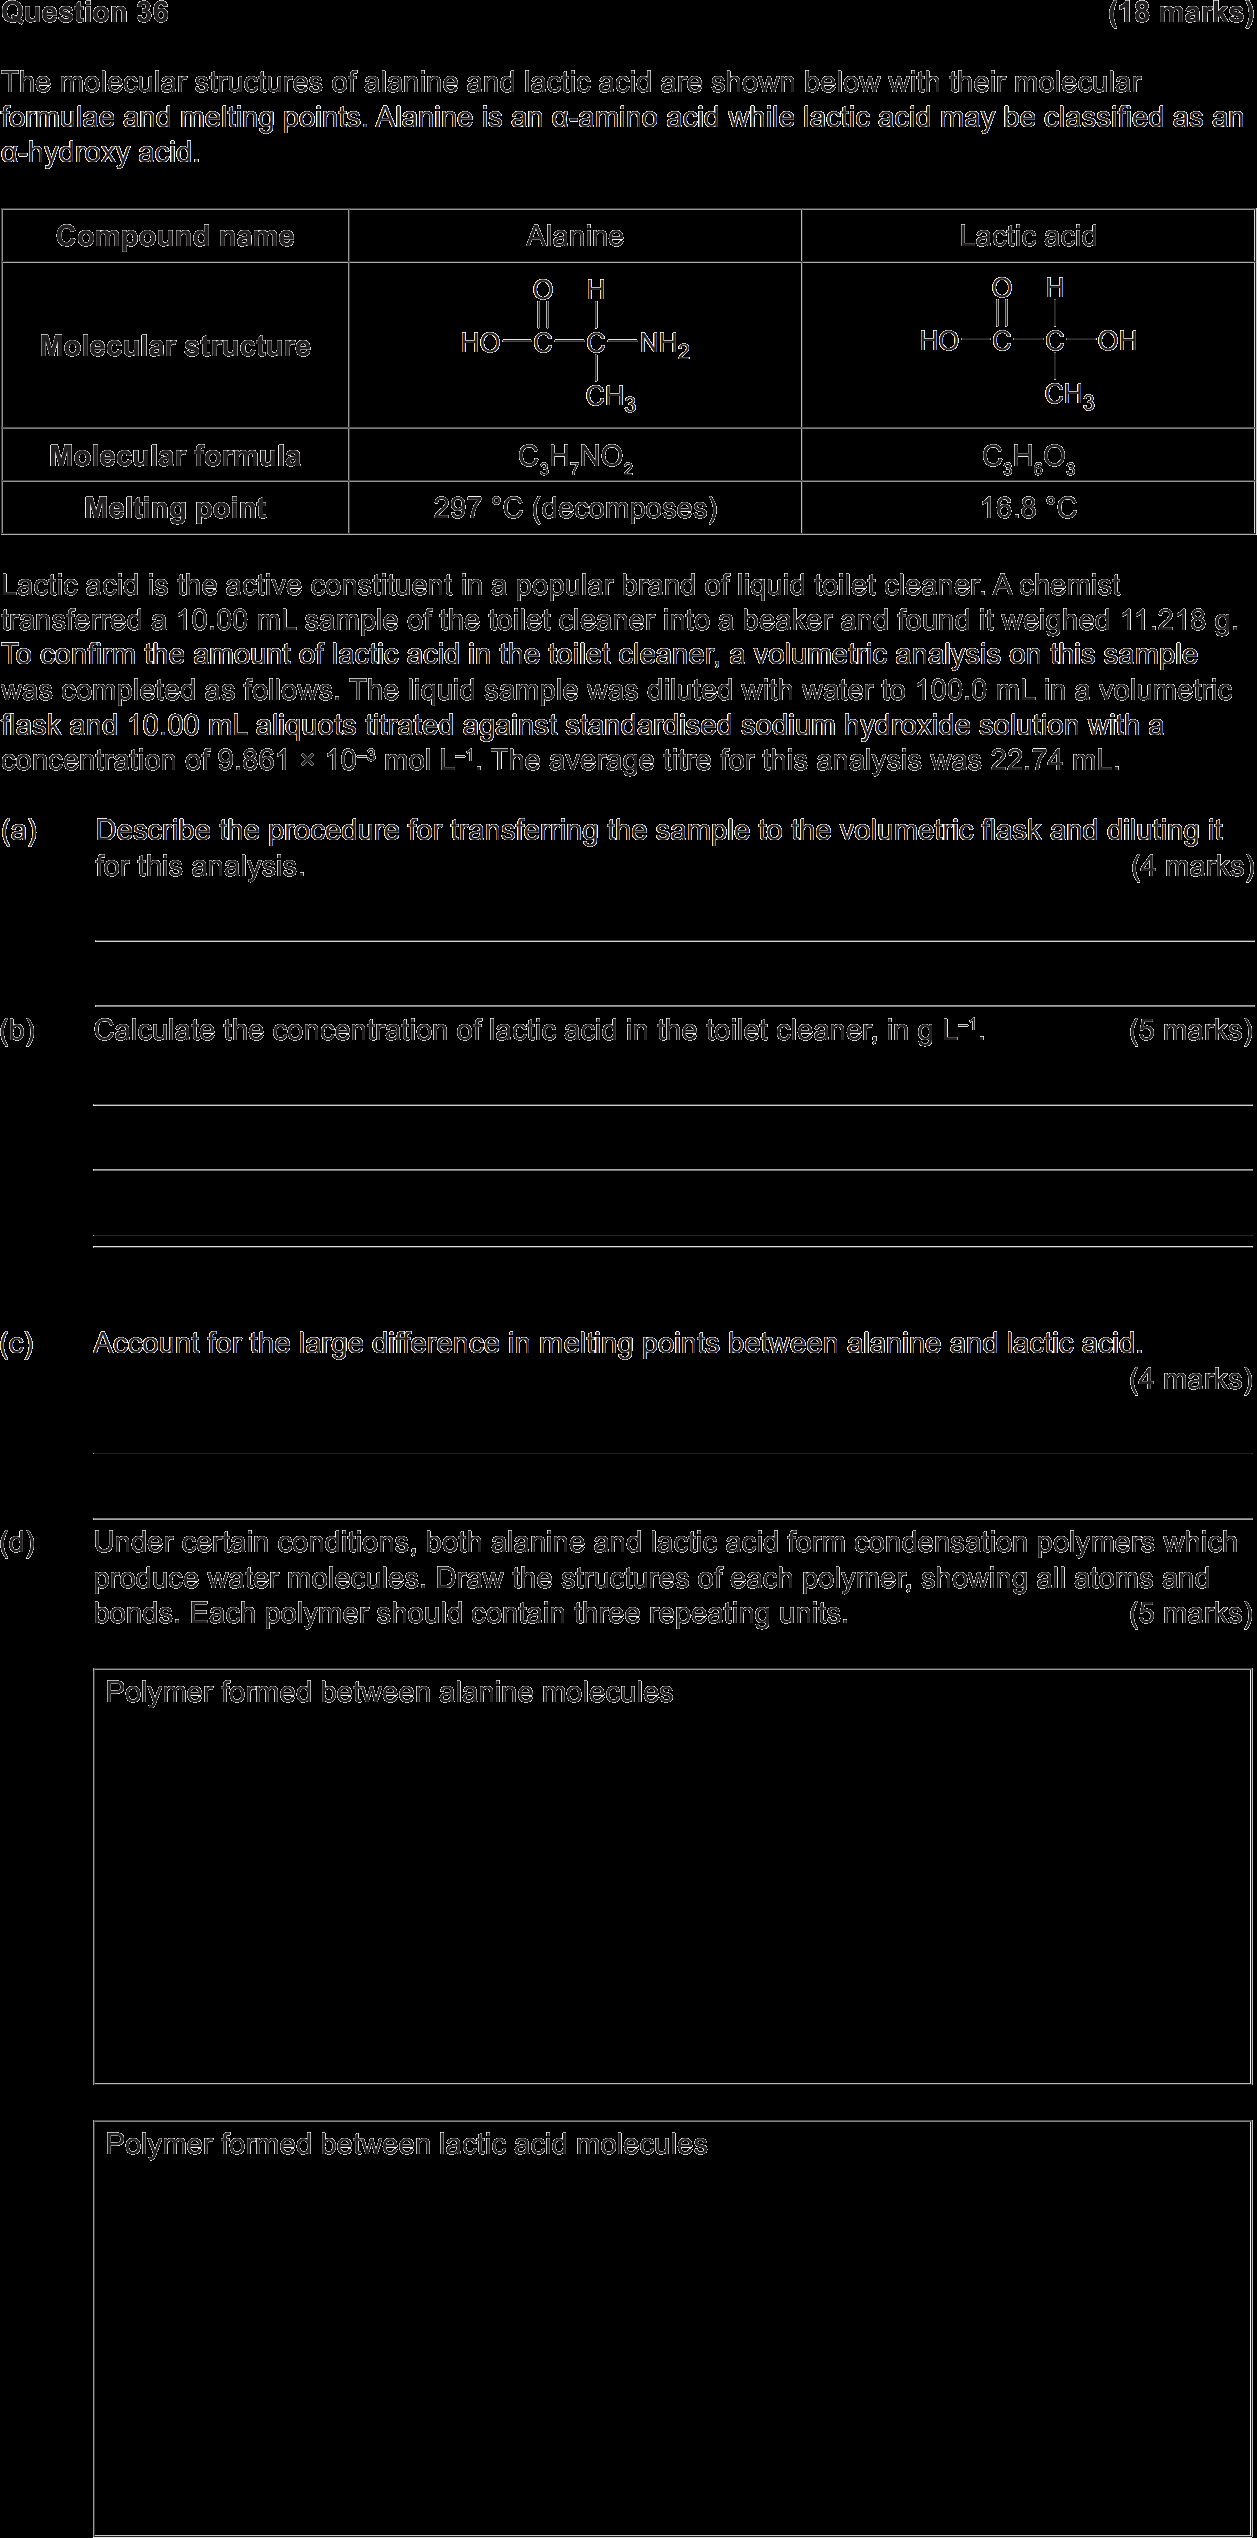 Question 36 (18 marks)
The molecular structures of alanine and lactic acid are shown below with their molecular
formulae and melting points. Alanine is an α-amino acid while lactic acid may be classified as an
α-hydroxy acid.
Compound name Alanine Lactic acid
Molecular structure
O H
HO C C NH2
CH3
O H
HO C C OH
CH3
Molecular formula C3H7NO2 C3H6O3
Melting point 297 °C (decomposes) 16.8 °C
Lactic acid is the active constituent in a popular brand of liquid toilet cleaner. A chemist
transferred a 10.00 mL sample of the toilet cleaner into a beaker and found it weighed 11.218 g.
To confirm the amount of lactic acid in the toilet cleaner, a volumetric analysis on this sample
was completed as follows. The liquid sample was diluted with water to 100.0 mL in a volumetric
flask and 10.00 mL aliquots titrated against standardised sodium hydroxide solution with a
concentration of 9.861 × 10⁻³ mol L⁻¹. The average titre for this analysis was 22.74 mL.
(a) Describe the procedure for transferring the sample to the volumetric flask and diluting it
for this analysis. (4 marks)
(b) Calculate the concentration of lactic acid in the toilet cleaner, in g L⁻¹. (5 marks)
(c) Account for the large difference in melting points between alanine and lactic acid.
(4 marks)
(d) Under certain conditions, both alanine and lactic acid form condensation polymers which
produce water molecules. Draw the structures of each polymer, showing all atoms and
bonds. Each polymer should contain three repeating units. (5 marks)
Polymer formed between alanine molecules
Polymer formed between lactic acid molecules